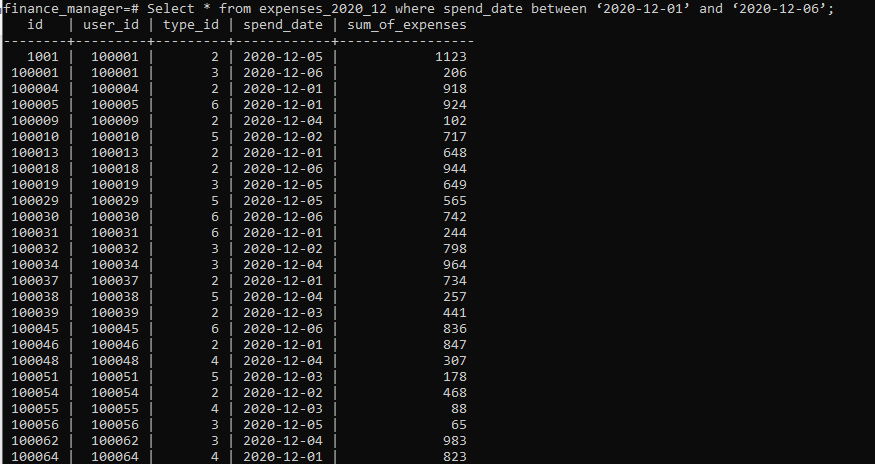 finance_manager=# Select * from expenses_2020_12 where spend_date between ‘2020-12-01’ and ‘2020-12-06’;
   id   | user_id | type_id | spend_date | sum_of_expenses
--------+---------+---------+------------+-----------------
   1001 |  100001 |       2 | 2020-12-05 |            1123
 100001 |  100001 |       3 | 2020-12-06 |             206
 100004 |  100004 |       2 | 2020-12-01 |             918
 100005 |  100005 |       6 | 2020-12-01 |             924
 100009 |  100009 |       2 | 2020-12-04 |             102
 100010 |  100010 |       5 | 2020-12-02 |             717
 100013 |  100013 |       2 | 2020-12-01 |             648
 100018 |  100018 |       2 | 2020-12-06 |             944
 100019 |  100019 |       3 | 2020-12-05 |             649
 100029 |  100029 |       5 | 2020-12-05 |             565
 100030 |  100030 |       6 | 2020-12-06 |             742
 100031 |  100031 |       6 | 2020-12-01 |             244
 100032 |  100032 |       3 | 2020-12-02 |             798
 100034 |  100034 |       3 | 2020-12-04 |             964
 100037 |  100037 |       2 | 2020-12-01 |             734
 100038 |  100038 |       5 | 2020-12-04 |             257
 100039 |  100039 |       2 | 2020-12-03 |             441
 100045 |  100045 |       6 | 2020-12-06 |             836
 100046 |  100046 |       2 | 2020-12-01 |             847
 100048 |  100048 |       4 | 2020-12-04 |             307
 100051 |  100051 |       5 | 2020-12-03 |             178
 100054 |  100054 |       2 | 2020-12-02 |             468
 100055 |  100055 |       4 | 2020-12-03 |              88
 100056 |  100056 |       3 | 2020-12-05 |              65
 100062 |  100062 |       3 | 2020-12-04 |             983
 100064 |  100064 |       4 | 2020-12-01 |             823